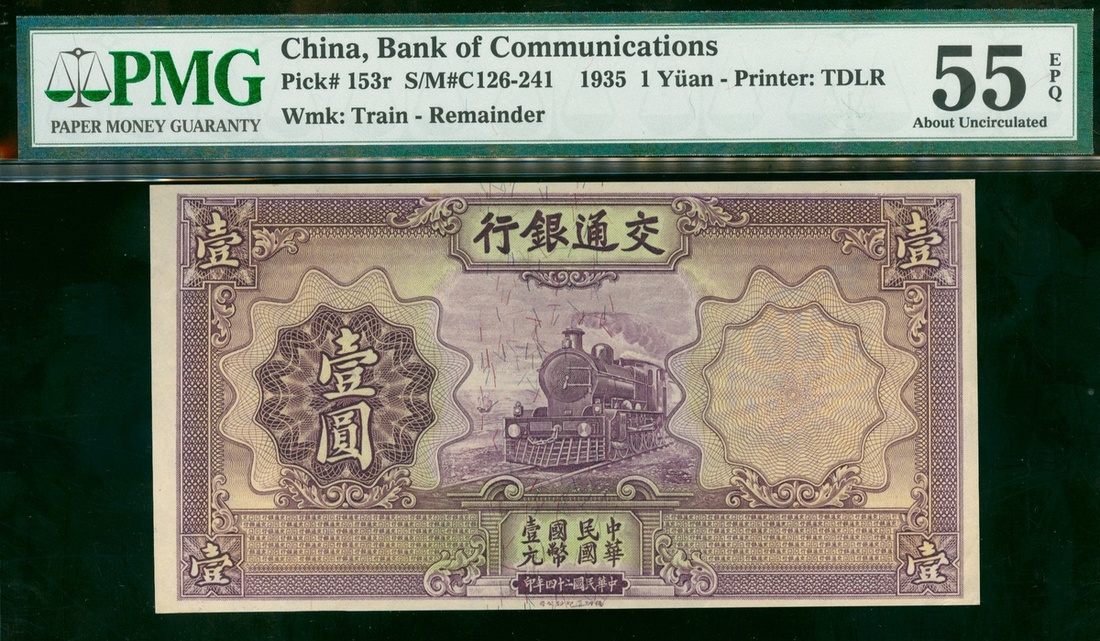 PMG
PAPER MONEY GUARANTY
China, Bank of Communications
Pick# 153r S/M#C126-241 1935 1 Yüan - Printer: TDLR
Wmk: Train - Remainder
55
EPQ
About Uncirculated
交通銀行
壹
壹
壹圓
中華
民國
國幣
壹元
壹
壹
中華民國二十四年印